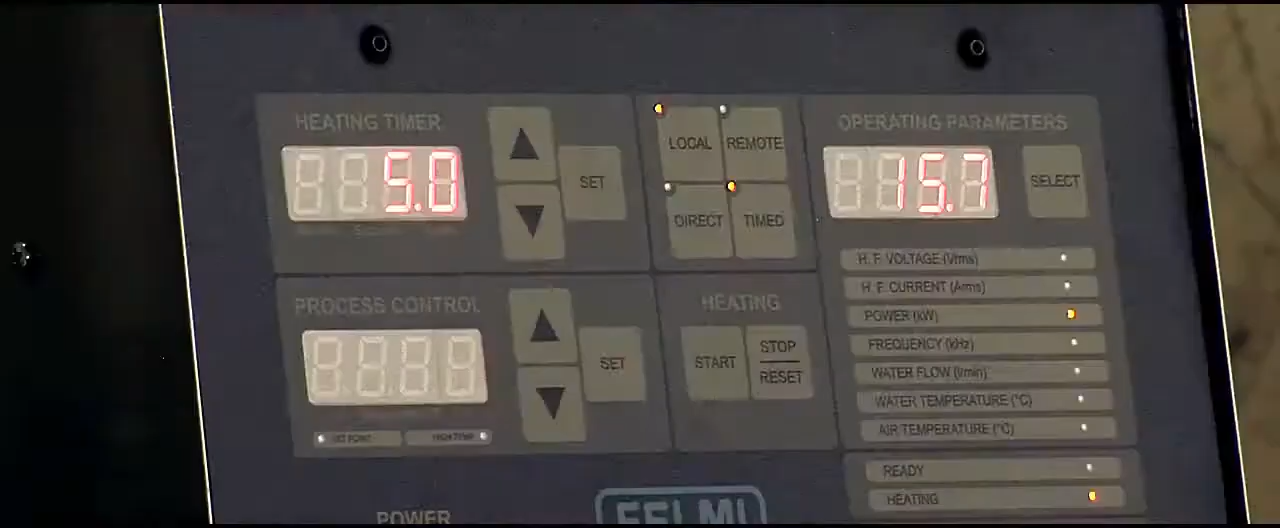 HEATING TIMER
5.0
SET
LOCAL
REMOTE
DIRECT
TIMED
OPERATING PARAMETERS
15.7
SELECT
H. F. VOLTAGE (Vrms)
H. F. CURRENT (Arms)
POWER (kW)
FREQUENCY (kHz)
WATER FLOW (l/min)
WATER TEMPERATURE (°C)
AIR TEMPERATURE (°C)
READY
HEATING
PROCESS CONTROL
SET
SET POINT
HIGH TEMP
HEATING
START
STOP
RESET
POWER